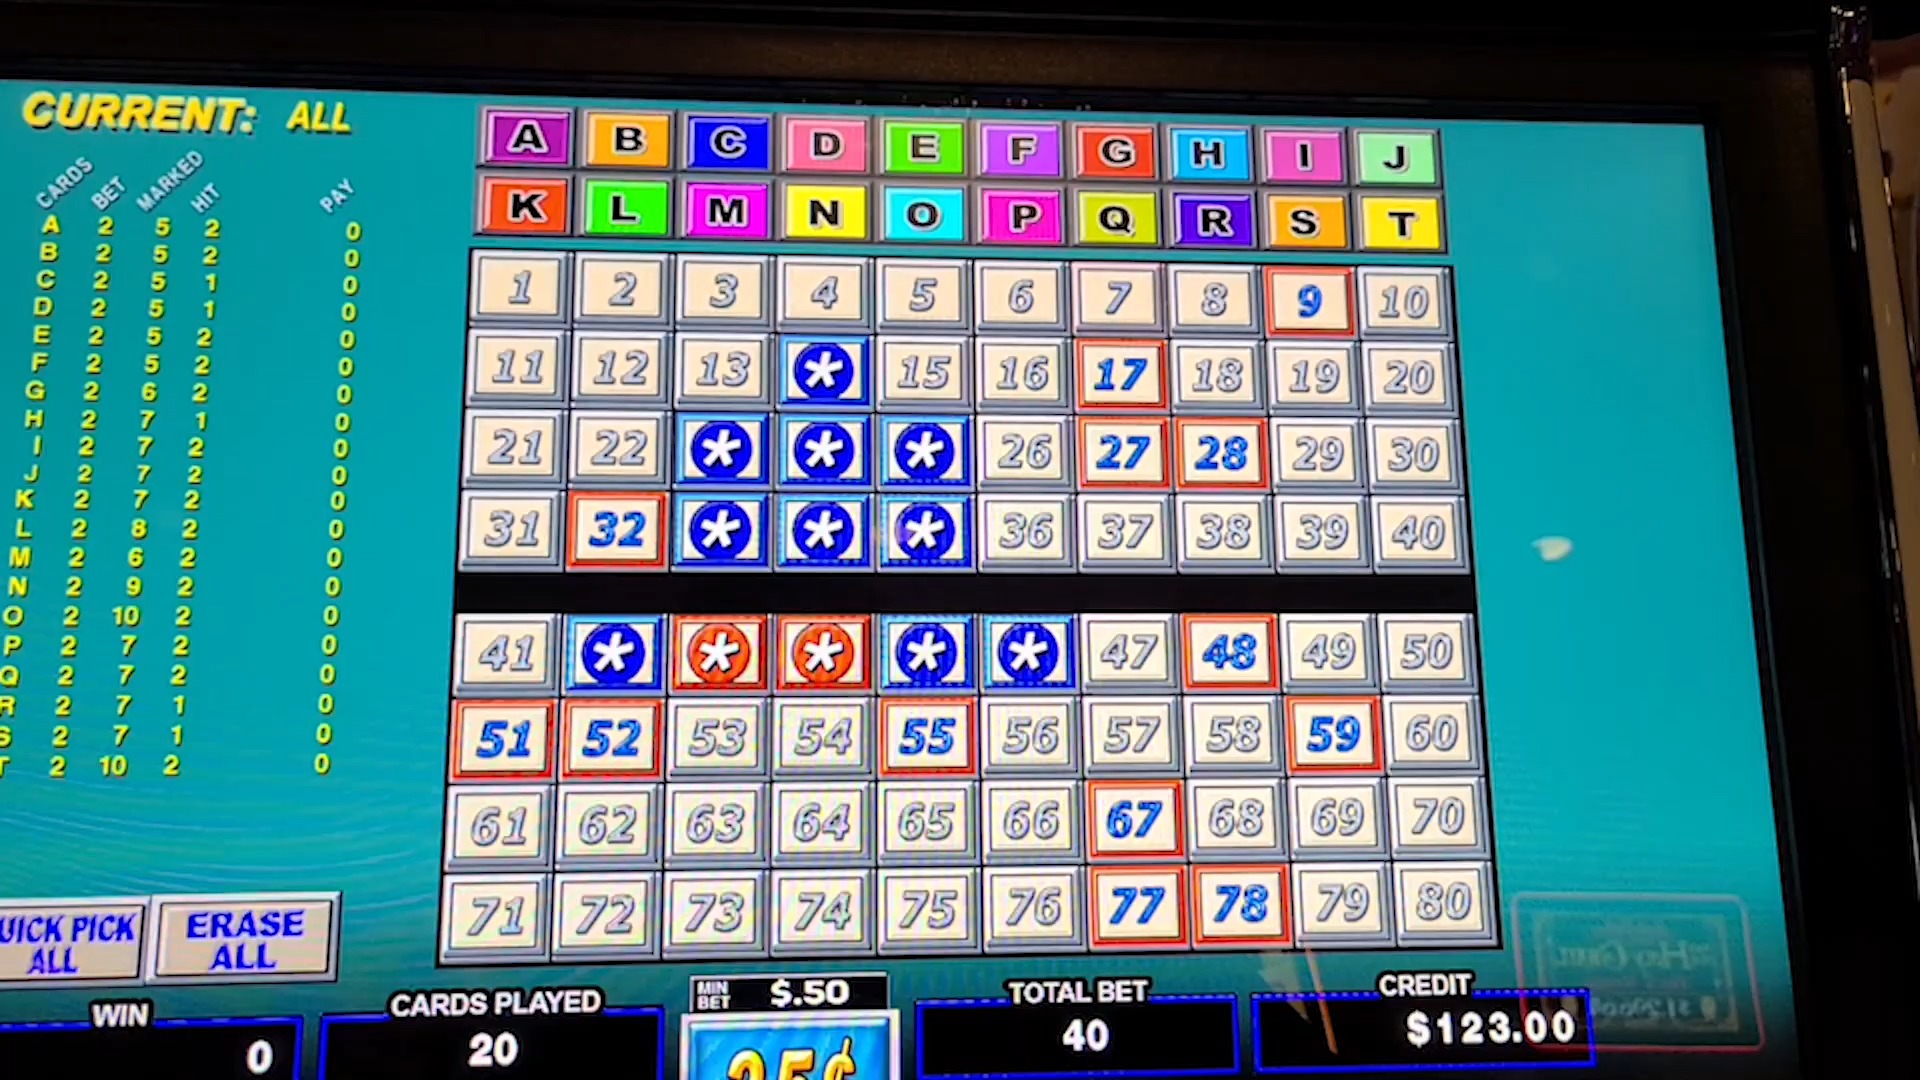 CURRENT: ALL
CARDS BET MARKED HIT PAY
A 2 5 2 0
B 2 5 2 0
C 2 5 1 0
D 2 5 1 0
E 2 5 2 0
F 2 5 2 0
G 2 6 2 0
H 2 7 1 0
I 2 7 2 0
J 2 7 2 0
K 2 7 2 0
L 2 8 2 0
M 2 6 2 0
N 2 9 2 0
O 2 10 2 0
P 2 7 2 0
Q 2 7 2 0
R 2 7 1 0
S 2 7 1 0
T 2 10 2 0
A B C D E F G H I J
K L M N O P Q R S T
1 2 3 4 5 6 7 8 9 10
11 12 13 * 15 16 17 18 19 20
21 22 * * * 26 27 28 29 30
31 32 * * * 36 37 38 39 40
41 * * * * * 47 48 49 50
51 52 53 54 55 56 57 58 59 60
61 62 63 64 65 66 67 68 69 70
71 72 73 74 75 76 77 78 79 80
UICK PICK
ALL
ERASE
ALL
WIN
0
CARDS PLAYED
20
MIN
BET
$.50
25¢
TOTAL BET
40
CREDIT
$123.00